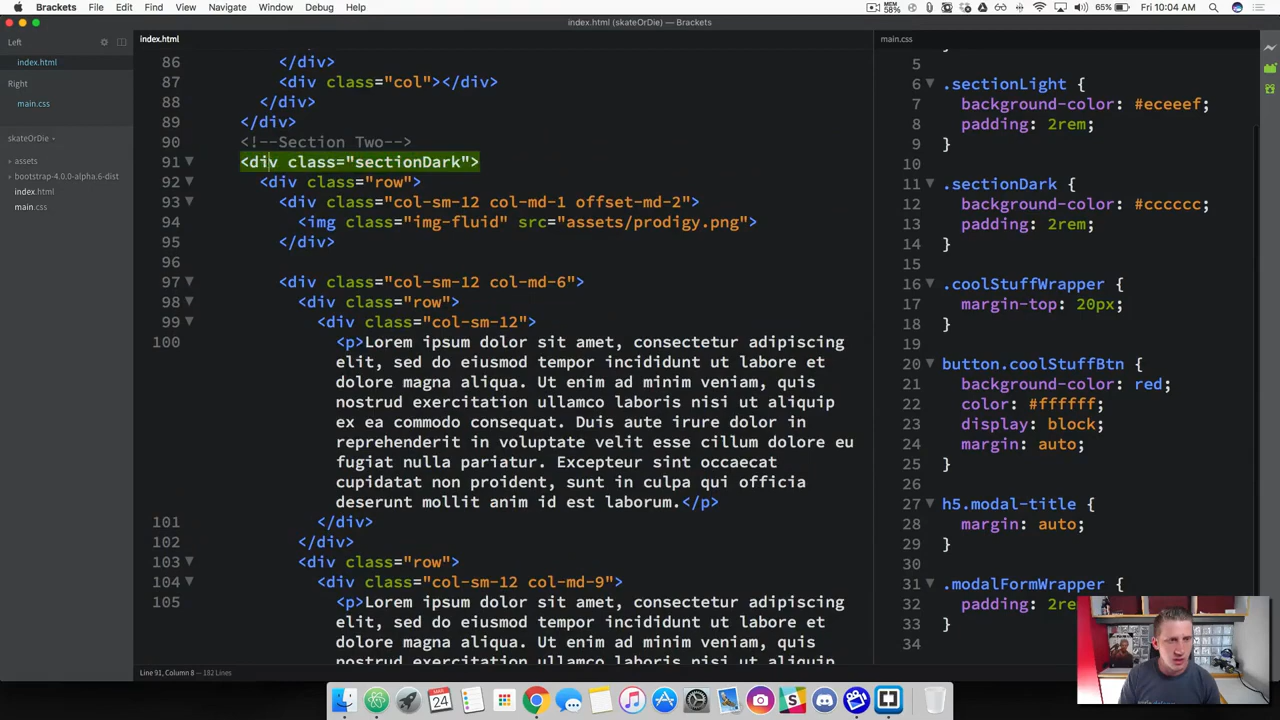 Brackets File Edit View Navigate Window Debug Help MEM 58% 65% Fri 10:04 AM
index.html (skateOrDie) — Brackets
Left
index.html
Right
main.css
skateOrDie
assets
bootstrap-4.0.0-alpha.6-dist
index.html
main.css
index.html
86 </div>
87 <div class="col"></div>
88 </div>
89 </div>
90 <!--Section Two-->
91 <div class="sectionDark">
92 <div class="row">
93 <div class="col-sm-12 col-md-1 offset-md-2">
94 <img class="img-fluid" src="assets/prodigy.png">
95 </div>
96
97 <div class="col-sm-12 col-md-6">
98 <div class="row">
99 <div class="col-sm-12">
100 <p>Lorem ipsum dolor sit amet, consectetur adipiscing
elit, sed do eiusmod tempor incididunt ut labore et
dolore magna aliqua. Ut enim ad minim veniam, quis
nostrud exercitation ullamco laboris nisi ut aliquip
ex ea commodo consequat. Duis aute irure dolor in
reprehenderit in voluptate velit esse cillum dolore eu
fugiat nulla pariatur. Excepteur sint occaecat
cupidatat non proident, sunt in culpa qui officia
deserunt mollit anim id est laborum.</p>
101 </div>
102 </div>
103 <div class="row">
104 <div class="col-sm-12 col-md-9">
105 <p>Lorem ipsum dolor sit amet, consectetur adipiscing
elit, sed do eiusmod tempor incididunt ut labore et
dolore magna aliqua. Ut enim ad minim veniam, quis
Line 91, Column 8 — 182 Lines
main.css
5 }
6 .sectionLight {
7 background-color: #eceeef;
8 padding: 2rem;
9 }
10
11 .sectionDark {
12 background-color: #cccccc;
13 padding: 2rem;
14 }
15
16 .coolStuffWrapper {
17 margin-top: 20px;
18 }
19
20 button.coolStuffBtn {
21 background-color: red;
22 color: #ffffff;
23 display: block;
24 margin: auto;
25 }
26
27 h5.modal-title {
28 margin: auto;
29 }
30
31 .modalFormWrapper {
32 padding: 2re
33 }
34
24